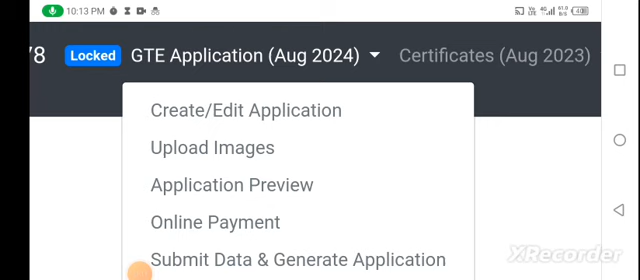 10:13 PM
78 Locked GTE Application (Aug 2024) Certificates (Aug 2023)
Create/Edit Application
Upload Images
Application Preview
Online Payment
Submit Data & Generate Application
XRecorder